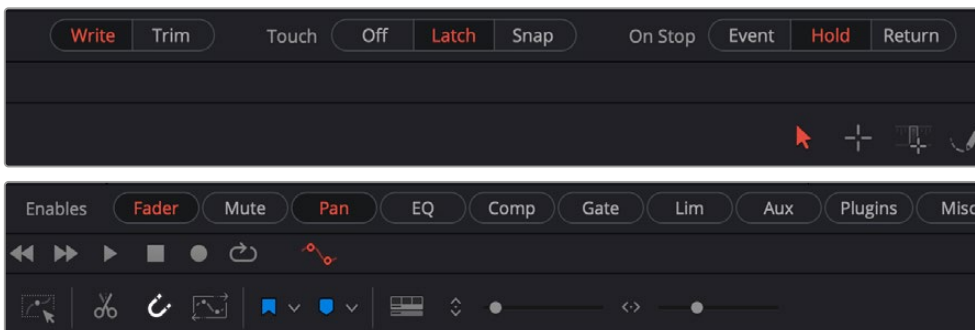 Write Trim Touch Off Latch Snap On Stop Event Hold Return
Enables Fader Mute Pan EQ Comp Gate Lim Aux Plugins Misc